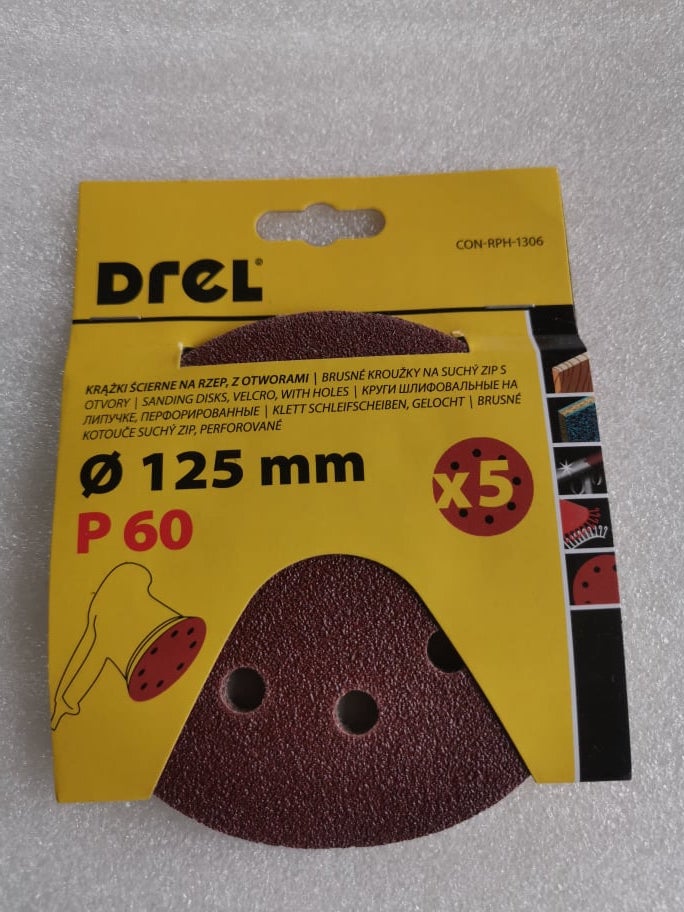 CON-RPH-1306
Drel®
KRĄŻKI ŚCIERNE NA RZEP, Z OTWORAMI | BRUSNÉ KROUŽKY NA SUCHÝ ZIP S
OTVORY | SANDING DISKS, VELCRO, WITH HOLES | КРУГИ ШЛИФОВАЛЬНЫЕ НА
ЛИПУЧКЕ, ПЕРФОРИРОВАННЫЕ | KLETT SCHLEIFSCHEIBEN, GELOCHT | BRUSNÉ
KOTOUČE SUCHÝ ZIP, PERFOROVANÉ
Ø 125 mm
x5
P 60